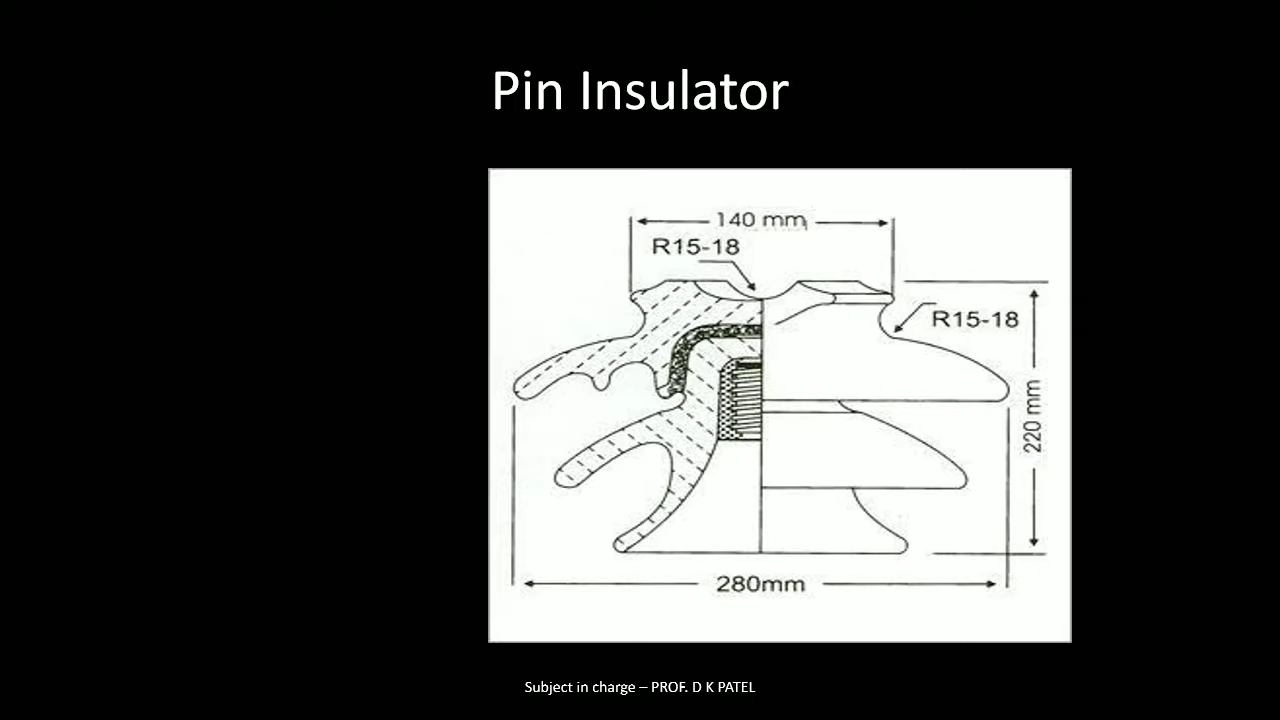 Pin Insulator
140 mm
R15-18
R15-18
220 mm
280mm
Subject in charge – PROF. D K PATEL